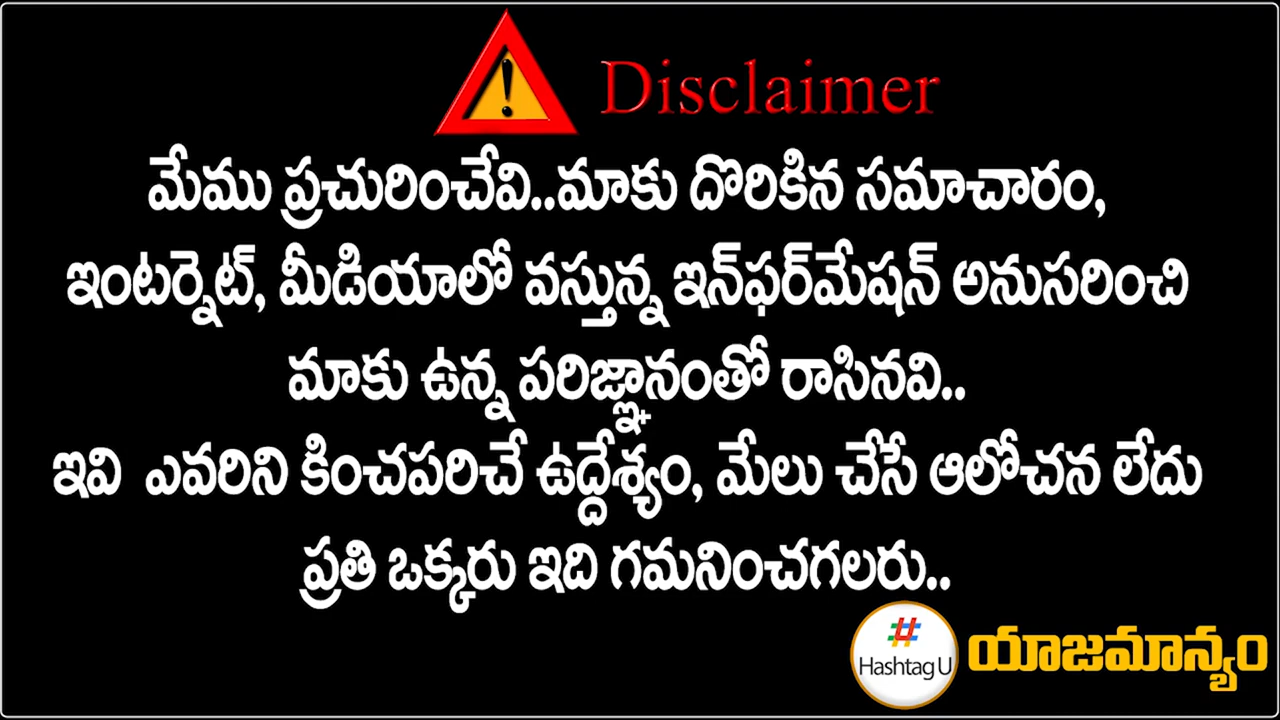 Disclaimer
మేము ప్రచురించేవి..మాకు దొరికిన సమాచారం,
ఇంటర్నెట్, మీడియాలో వస్తున్న ఇన్‌ఫర్‌మేషన్ అనుసరించి
మాకు ఉన్న పరిజ్ఞానంతో రాసినవి..
ఇవి ఎవరిని కించపరిచే ఉద్దేశ్యం, మేలు చేసే ఆలోచన లేదు
ప్రతి ఒక్కరు ఇది గమనించగలరు..
#
Hashtag U
యాజమాన్యం